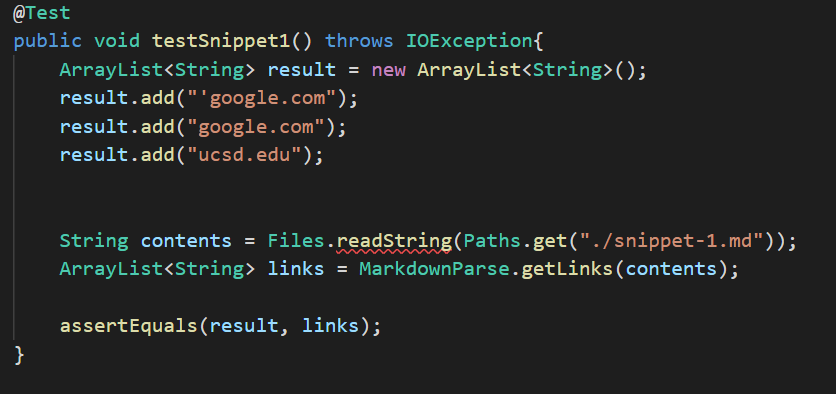 @Test
public void testSnippet1() throws IOException{
ArrayList<String> result = new ArrayList<String>();
result.add("'google.com");
result.add("google.com");
result.add("ucsd.edu");
String contents = Files.readString(Paths.get("./snippet-1.md"));
ArrayList<String> links = MarkdownParse.getLinks(contents);
assertEquals(result, links);
}